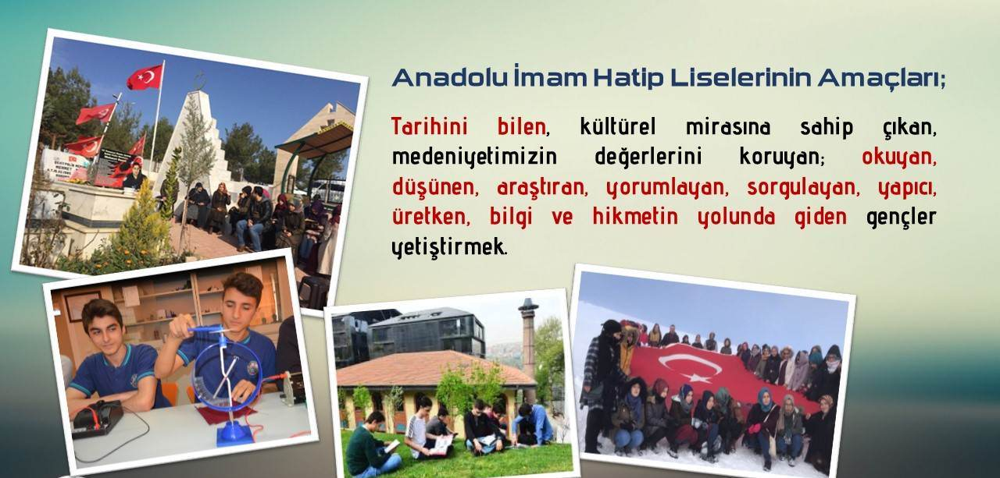 Anadolu İmam Hatip Liselerinin Amaçları;
Tarihini bilen, kültürel mirasına sahip çıkan,
medeniyetimizin değerlerini koruyan; okuyan,
düşünen, araştıran, yorumlayan, sorgulayan, yapıcı,
üretken, bilgi ve hikmetin yolunda giden gençler
yetiştirmek.